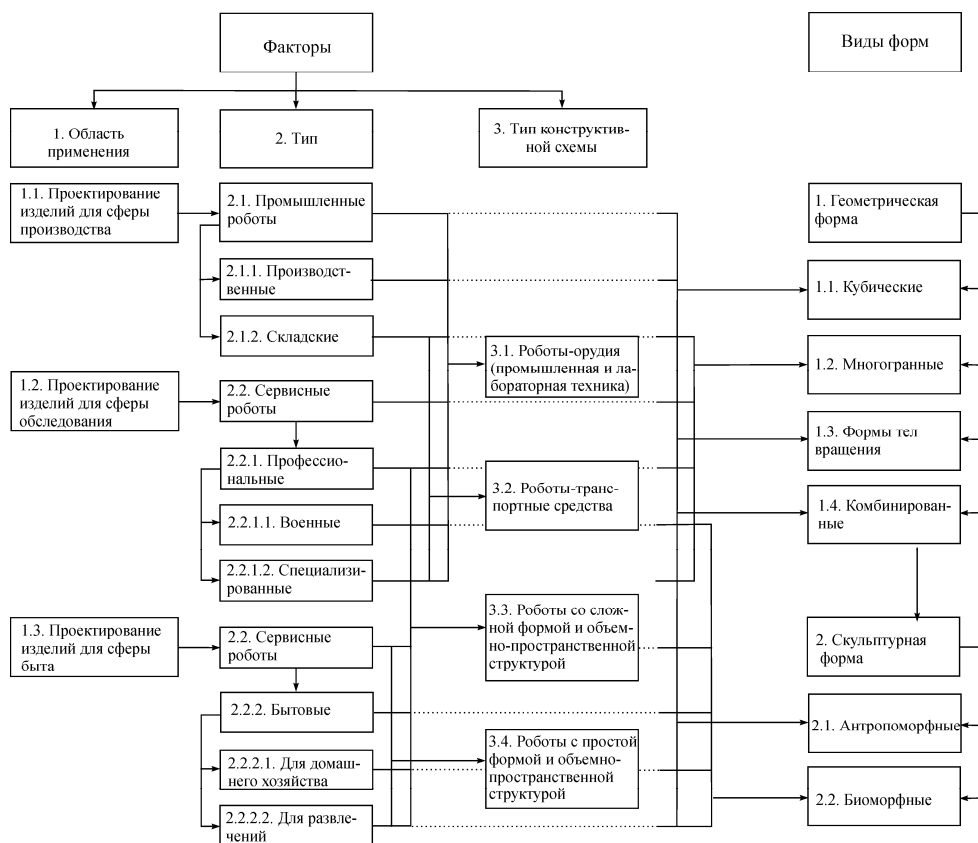 Факторы
Виды форм
1. Область
применения
2. Тип
3. Тип конструктив-
ной схемы
1.1. Проектирование
изделий для сферы
производства
2.1. Промышленные
роботы
1. Геометрическая
форма
2.1.1. Производст-
венные
1.1. Кубические
2.1.2. Складские
3.1. Роботы-орудия
(промышленная и ла-
бораторная техника)
1.2. Многогранные
1.2. Проектирование
изделий для сферы
обследования
2.2. Сервисные
роботы
1.3. Формы тел
вращения
2.2.1. Профессио-
нальные
3.2. Роботы-транс-
портные средства
1.4. Комбинирован-
ные
2.2.1.1. Военные
2.2.1.2. Специализи-
рованные
1.3. Проектирование
изделий для сферы
быта
2.2. Сервисные
роботы
3.3. Роботы со слож-
ной формой и объем-
но-пространственной
структурой
2. Скульптурная
форма
2.2.2. Бытовые
2.1. Антропоморфные
2.2.2.1. Для домаш-
него хозяйства
3.4. Роботы с простой
формой и объемно-
пространственной
структурой
2.2. Биоморфные
2.2.2.2. Для развле-
чений